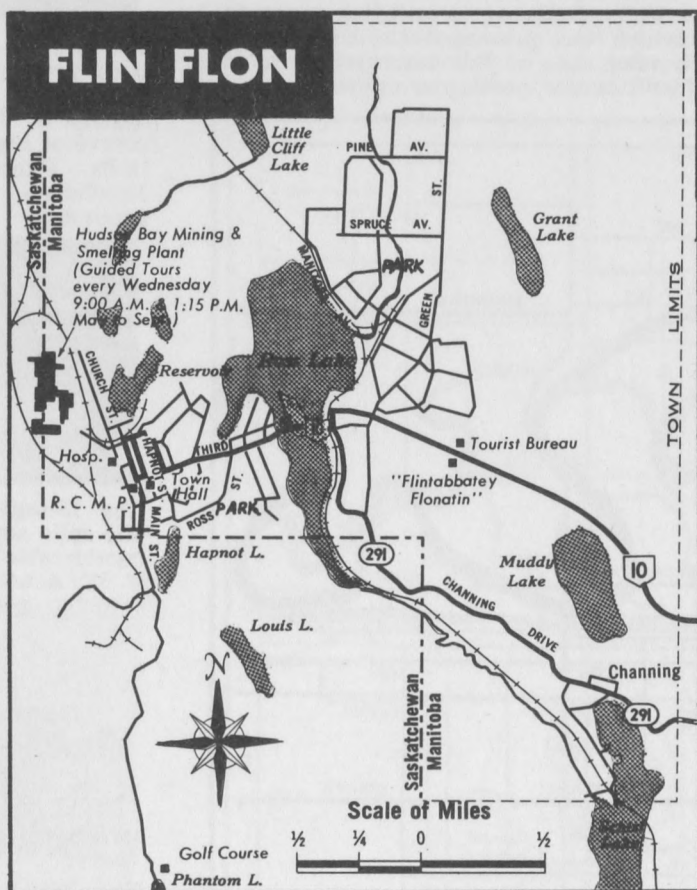 FLIN FLON
Little
Cliff
Lake
PINE AV.
ST.
SPRUCE AV.
PARK
GREEN
Grant
Lake
Saskatchewan
Manitoba
Hudson Bay Mining &
Smelting Plant
(Guided Tours
every Wednesday
9:00 A.M. & 1:15 P.M.
May to Sept.)
TOWN LIMITS
Ross Lake
Reservoir
CHURCH ST.
HAPNOT ST.
MAIN ST.
THIRD
ST.
Hosp.
Town
Hall
R. C. M. P.
ROSS
PARK
Hapnot L.
Tourist Bureau
"Flintabbatey
Flonatin"
291
10
Muddy
Lake
CHANNING
DRIVE
Channing
291
Louis L.
N
Saskatchewan
Manitoba
Schist
Lake
Scale of Miles
½ ¼ 0 ½
Golf Course
Phantom L.